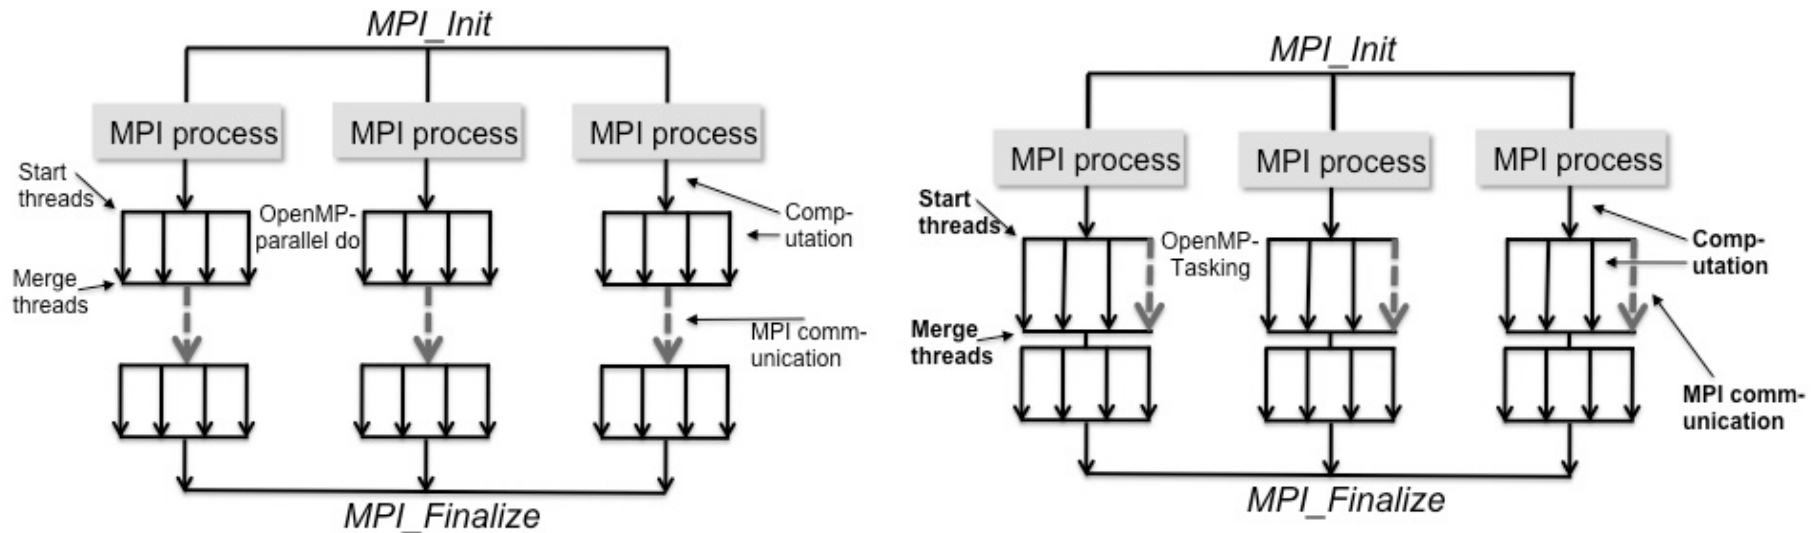 MPI_Init
MPI process
MPI process
MPI process
Start
threads
OpenMP-
parallel do
Comp-
utation
Merge
threads
MPI comm-
unication
MPI_Finalize
MPI_Init
MPI process
MPI process
MPI process
Start
threads
OpenMP-
Tasking
Comp-
utation
Merge
threads
MPI comm-
unication
MPI_Finalize